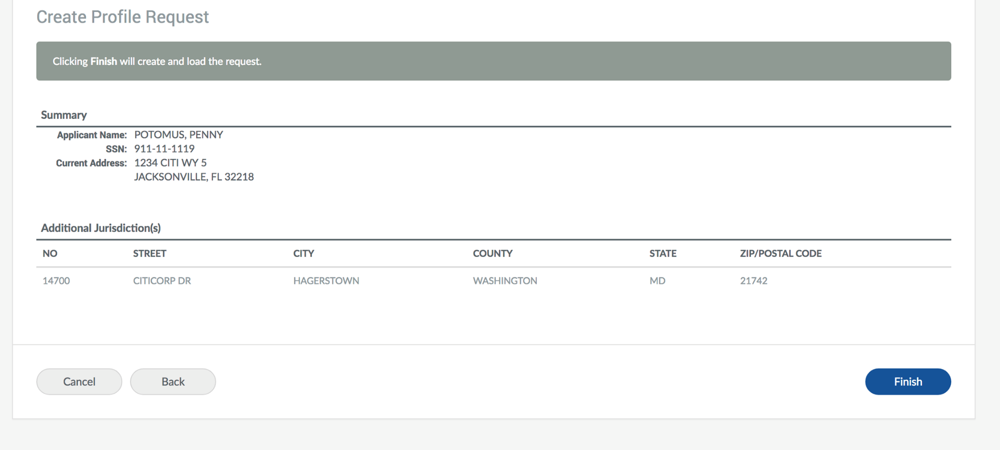 Create Profile Request
Clicking Finish will create and load the request.
Summary
Applicant Name: POTOMUS, PENNY
SSN: 911-11-1119
Current Address: 1234 CITI WY 5
JACKSONVILLE, FL 32218
Additional Jurisdiction(s)
NO STREET CITY COUNTY STATE ZIP/POSTAL CODE
14700 CITICORP DR HAGERSTOWN WASHINGTON MD 21742
Cancel Back Finish